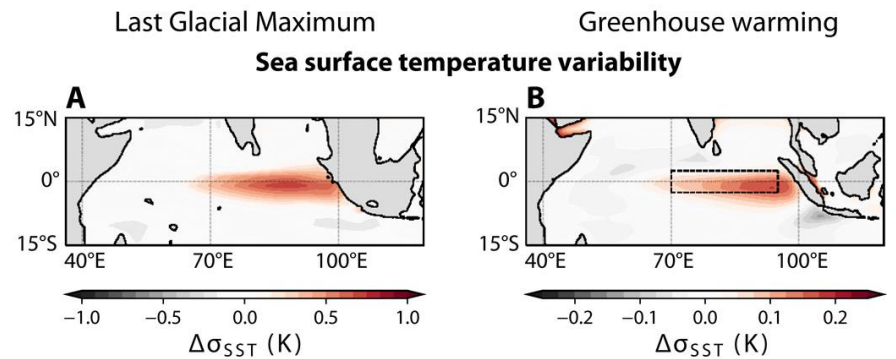 Last Glacial Maximum
Greenhouse warming
Sea surface temperature variability
A
B
15°N
0°
15°S
40°E 70°E 100°E
15°N
0°
15°S
40°E 70°E 100°E
−1.0 −0.5 0.0 0.5 1.0
ΔσSST (K)
−0.2 −0.1 0.0 0.1 0.2
ΔσSST (K)